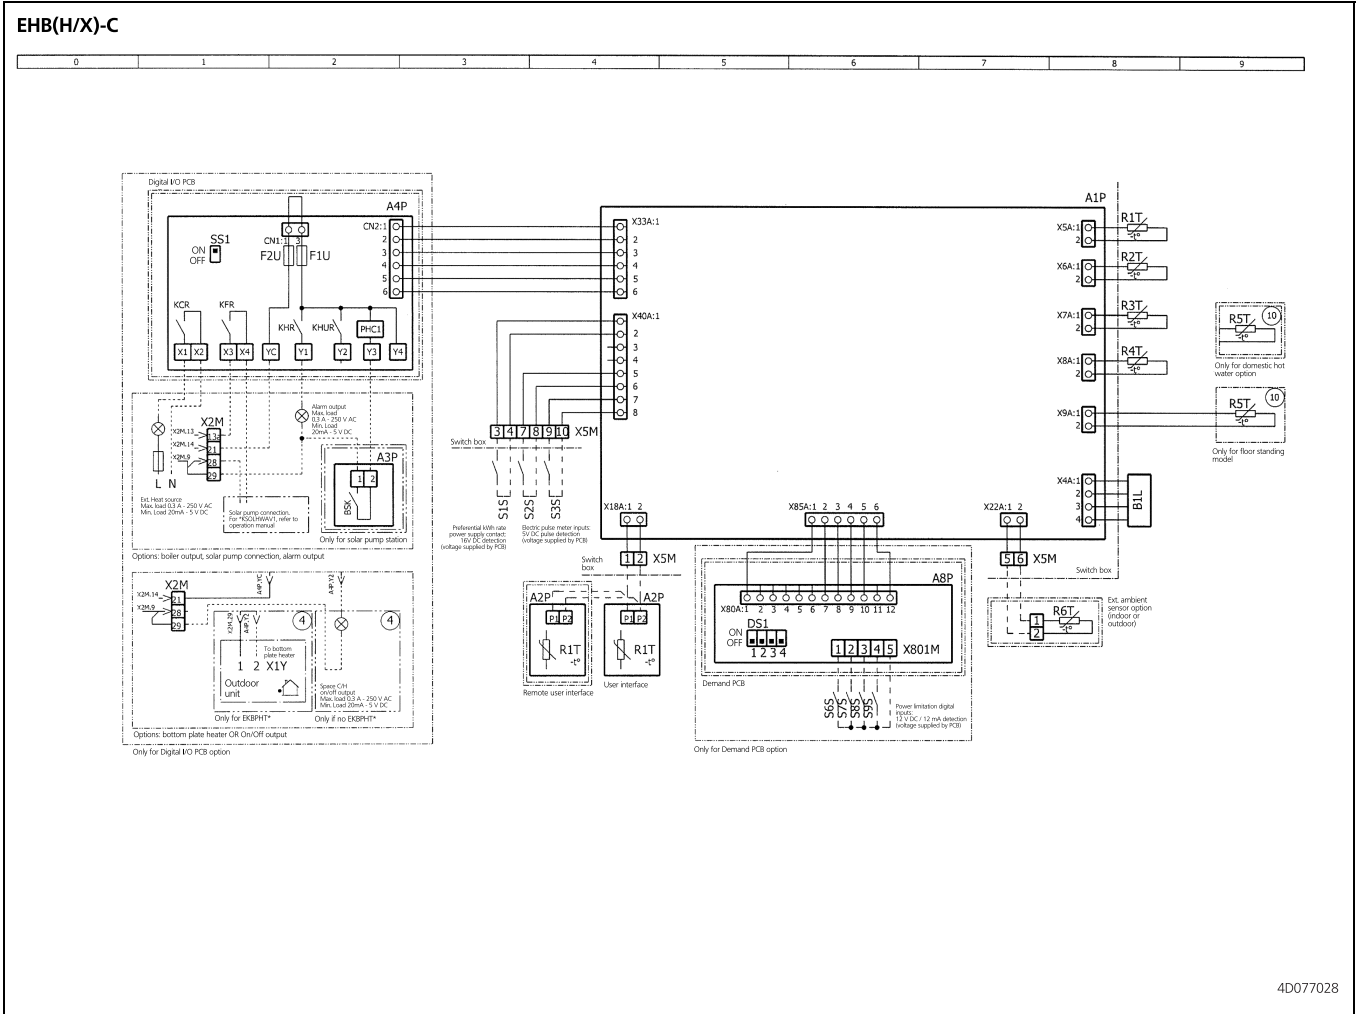 EHB(H/X)-C
0 1 2 3 4 5 6 7 8 9
Digital I/O PCB
A4P
SS1
ON
OFF
CN1:1 3
F2U F1U
CN2:1
2
3
4
5
6
KCR KFR
KHR KHUR PHC1
X1 X2 X3 X4 YC Y1 Y2 Y3 Y4
X2M
X2M.13
X2M.14
X2M.9
21
28
29
L N
Alarm output
Max. load
0,3 A - 250 V AC
Min. Load
20mA - 5 V DC
A3P
1 2
BSK
Ext. Heat source
Max. load 0.3 A - 250 V AC
Min. Load 20mA - 5 V DC
Solar pump connection.
For *KSOLHWAV1, refer to
operation manual
Only for solar pump station
Options: boiler output, solar pump connection, alarm output
X2M
X2M.14
X2M.9
21
28
29
A4P.YC
A4P.Y2
X2M.29
A4P.Y2
4
4
To bottom
plate heater
1 2 X1Y
Outdoor
unit
Space C/H
on/off output
Max. load 0.3 A - 250 V AC
Min. Load 20mA - 5 V DC
Only for EKBPHT*
Only if no EKBPHT*
Options: bottom plate heater OR On/Off output
Only for Digital I/O PCB option
A1P
X33A:1
2
3
4
5
6
X40A:1
2
3
4
5
6
7
8
3 4 7 8 9 10 X5M
Switch box
S1S S2S S3S
Preferential kWh rate
power supply contact:
16V DC detection
(voltage supplied by PCB)
Electric pulse meter inputs:
5V DC pulse detection
(voltage supplied by PCB)
X18A:1 2
Switch
box
1 2 X5M
A2P
P1 P2
R1T
-t°
Remote user interface
A2P
P1 P2
R1T
-t°
User interface
X85A:1 2 3 4 5 6
A8P
X80A:1 2 3 4 5 6 7 8 9 10 11 12
DS1
ON
OFF
1 2 3 4
1 2 3 4 5 X801M
Demand PCB
S6S
S7S
S8S
S9S
Power limitation digital
inputs:
12 V DC / 12 mA detection
(voltage supplied by PCB)
Only for Demand PCB option
X22A:1 2
5 6 X5M
Switch box
R6T
-t°
1
2
Ext. ambient
sensor option
(indoor or
outdoor)
X5A:1
2
R1T
-t°
X6A:1
2
R2T
-t°
X7A:1
2
R3T
-t°
X8A:1
2
R4T
-t°
X9A:1
2
R5T
-t°
10
Only for domestic hot
water option
R5T
-t°
10
Only for floor standing
model
X4A:1
2
3
4
B1L
4D077028